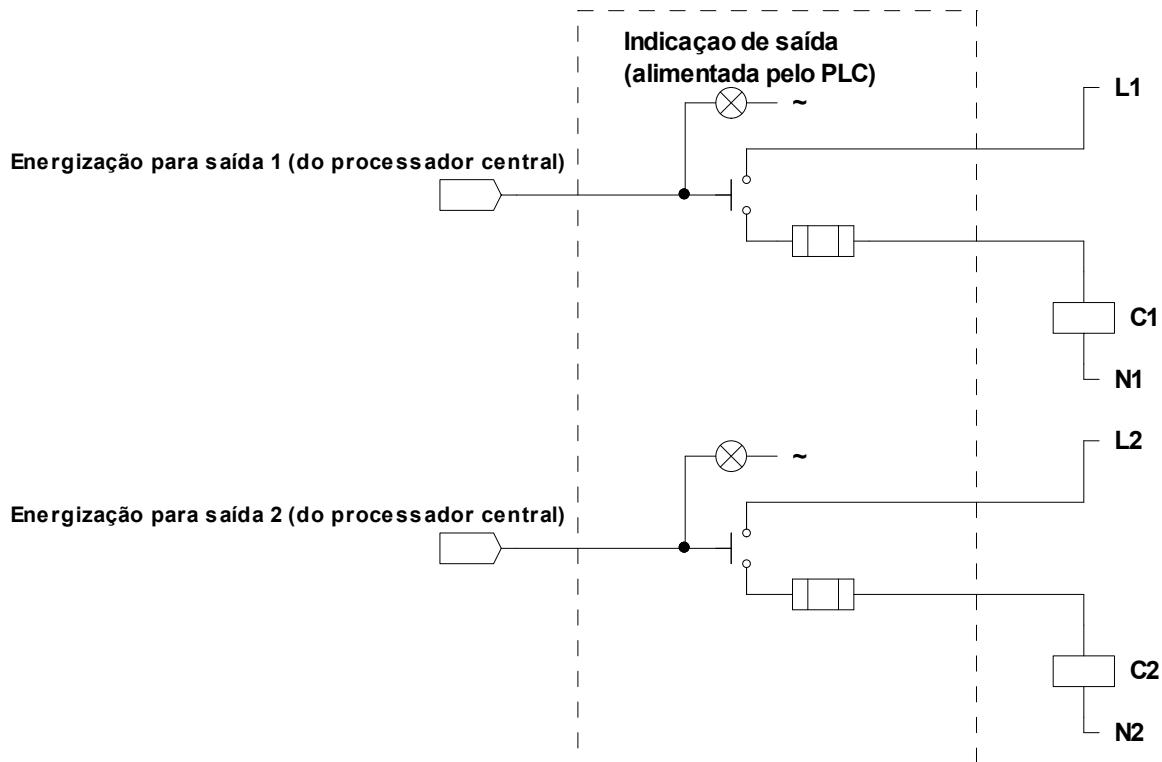 Indicaçao de saída
(alimentada pelo PLC)
~
L1
Energização para saída 1 (do processador central)
C1
N1
~
L2
Energização para saída 2 (do processador central)
C2
N2